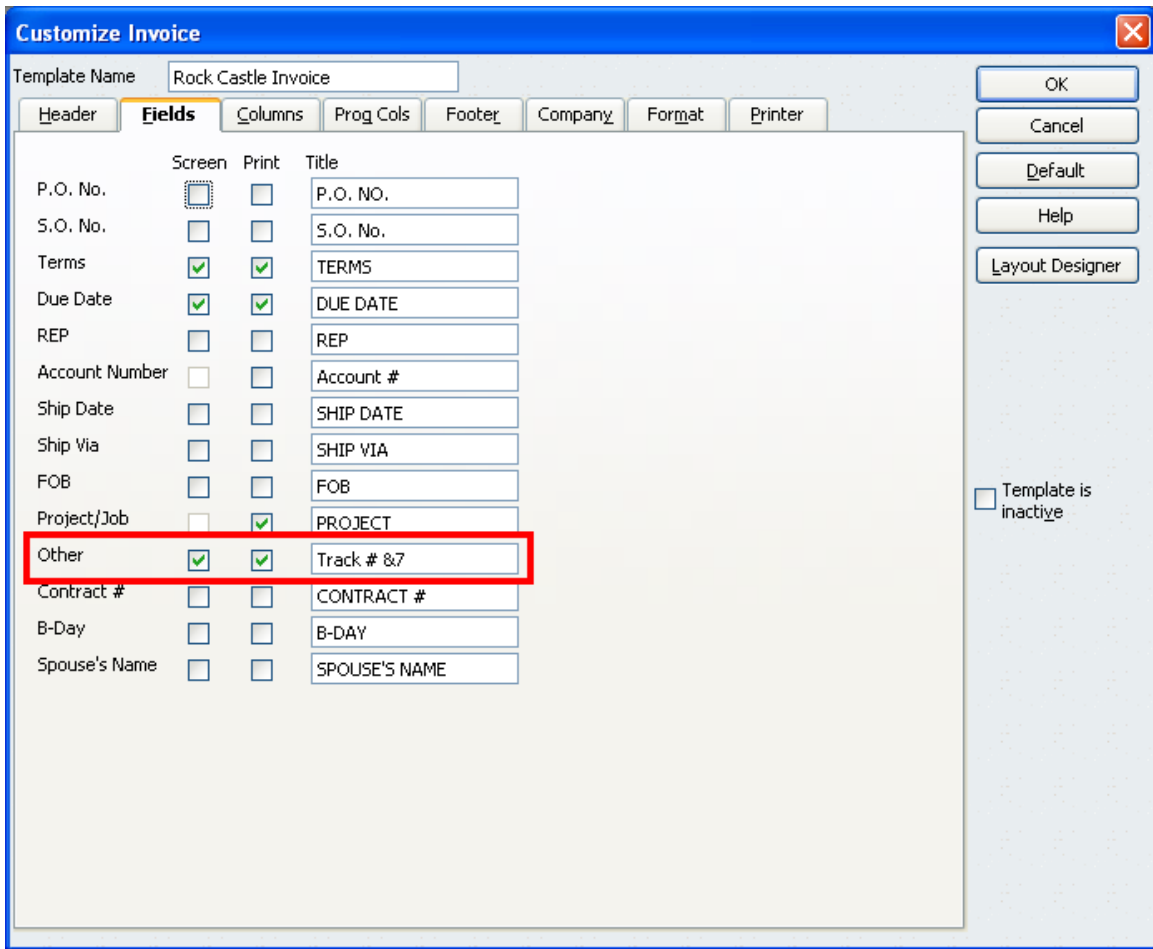 Customize Invoice
Template Name Rock Castle Invoice
Header Fields Columns Prog Cols Footer Company Format Printer
Screen Print Title
P.O. No. P.O. NO.
S.O. No. S.O. No.
Terms TERMS
Due Date DUE DATE
REP REP
Account Number Account #
Ship Date SHIP DATE
Ship Via SHIP VIA
FOB FOB
Project/Job PROJECT
Other Track # &7
Contract # CONTRACT #
B-Day B-DAY
Spouse's Name SPOUSE'S NAME
OK
Cancel
Default
Help
Layout Designer
Template is
inactive